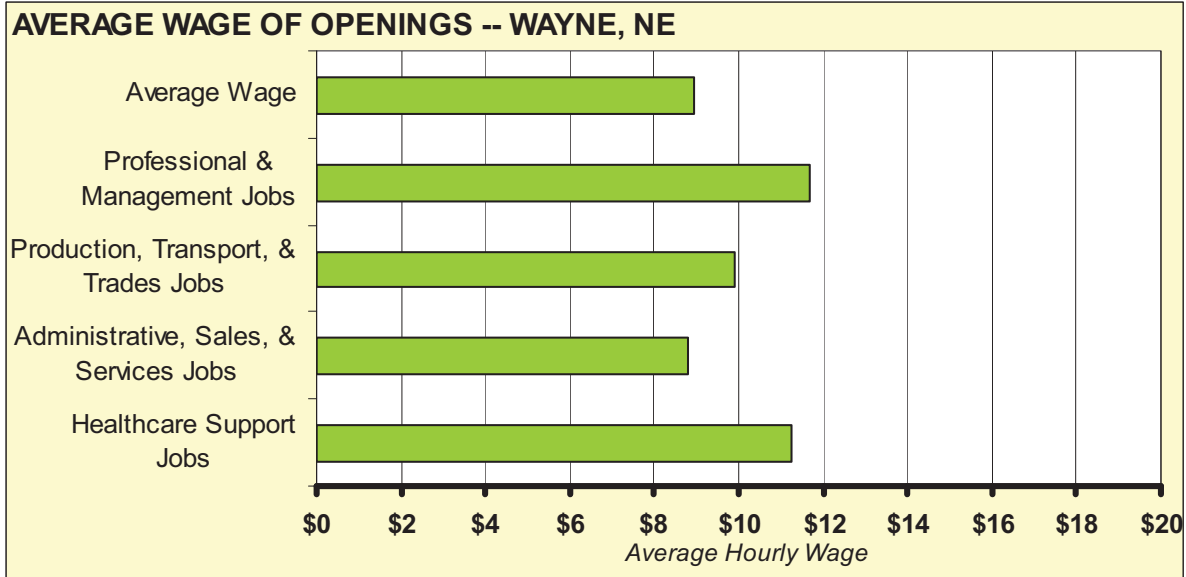 AVERAGE WAGE OF OPENINGS -- WAYNE, NE
Average Wage
Professional &
Management Jobs
Production, Transport, &
Trades Jobs
Administrative, Sales, &
Services Jobs
Healthcare Support
Jobs
$0 $2 $4 $6 $8 $10 $12 $14 $16 $18 $20
Average Hourly Wage